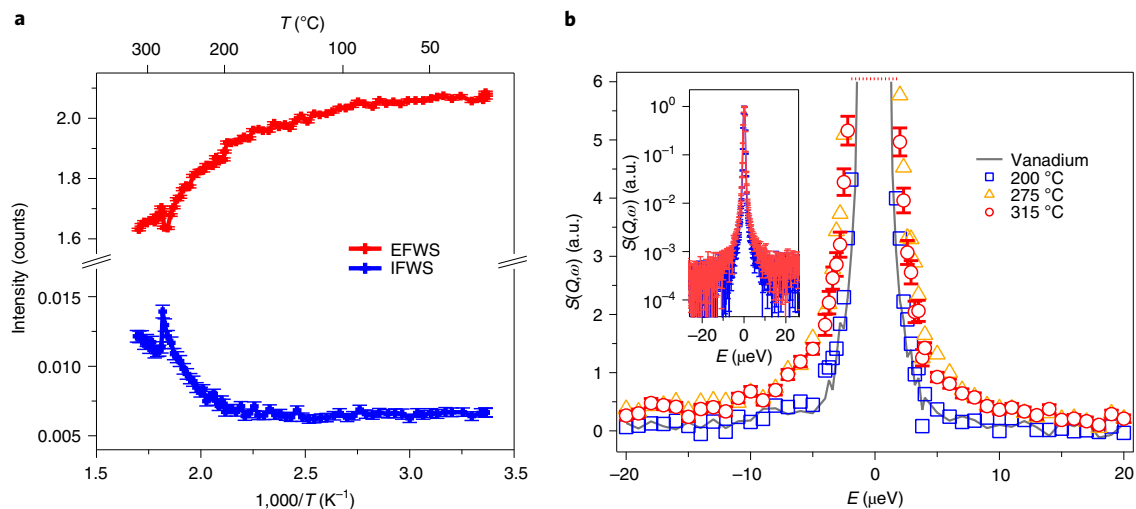 a
T (°C)
300 200 100 50
2.0
1.8
1.6
0.015
0.010
0.005
Intensity (counts)
EFWS
IFWS
1.5 2.0 2.5 3.0 3.5
1,000/T (K⁻¹)
b
6
5
4
3
2
1
0
S(Q,ω) (a.u.)
10⁰
10⁻¹
10⁻²
10⁻³
10⁻⁴
S(Q,ω) (a.u.)
−20 0 20
E (μeV)
Vanadium
200 °C
275 °C
315 °C
−20 −10 0 10 20
E (μeV)